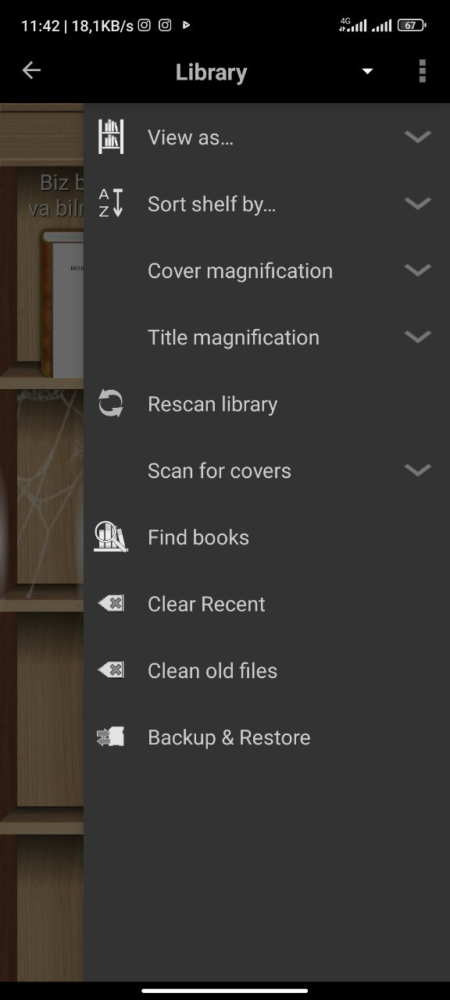 11:42 | 18,1KB/s
4G
67
Library
View as...
Biz
A
Z
Sort shelf by...
va
Cover magnification
Title magnification
Rescan library
Scan for covers
Find books
Clear Recent
Clean old files
Backup & Restore